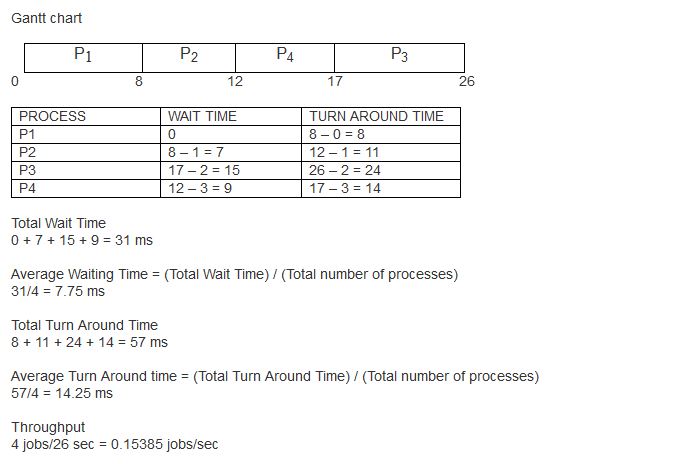 Gantt chart
P1 P2 P4 P3
0 8 12 17 26
PROCESS WAIT TIME TURN AROUND TIME
P1 0 8 – 0 = 8
P2 8 – 1 = 7 12 – 1 = 11
P3 17 – 2 = 15 26 – 2 = 24
P4 12 – 3 = 9 17 – 3 = 14
Total Wait Time
0 + 7 + 15 + 9 = 31 ms
Average Waiting Time = (Total Wait Time) / (Total number of processes)
31/4 = 7.75 ms
Total Turn Around Time
8 + 11 + 24 + 14 = 57 ms
Average Turn Around time = (Total Turn Around Time) / (Total number of processes)
57/4 = 14.25 ms
Throughput
4 jobs/26 sec = 0.15385 jobs/sec